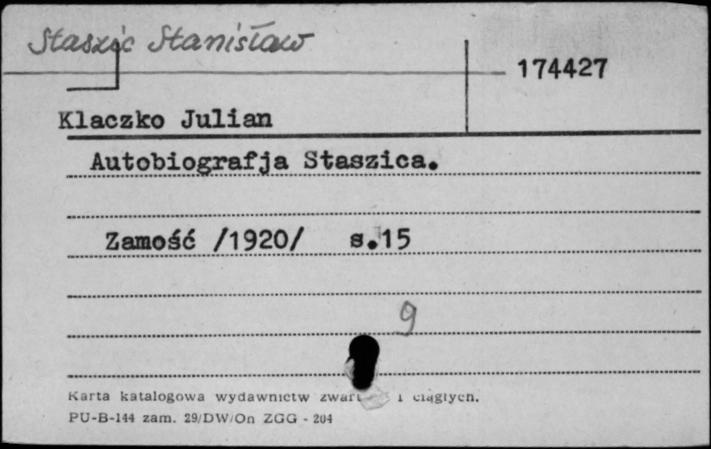 Staszic Stanisław
174427
Klaczko Julian
Autobiografja Staszica.
Zamość /1920/ s.15
9
Karta katalogowa wydawnictw zwart i ciągłych.
PU-B-144 zam. 29/DW/On ZGG - 204